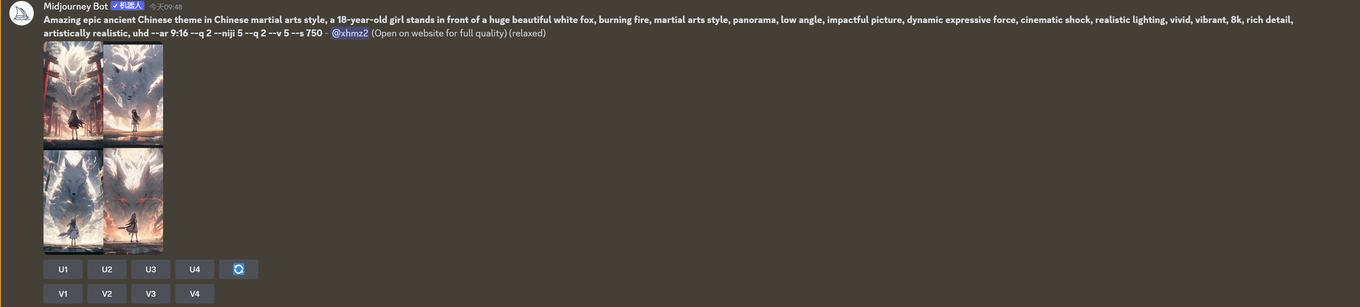 Midjourney Bot ✓机器人 今天09:48
Amazing epic ancient Chinese theme in Chinese martial arts style, a 18-year-old girl stands in front of a huge beautiful white fox, burning fire, martial arts style, panorama, low angle, impactful picture, dynamic expressive force, cinematic shock, realistic lighting, vivid, vibrant, 8k, rich detail,
artistically realistic, uhd --ar 9:16 --q 2 --niji 5 --q 2 --v 5 --s 750 - @xhmz2 (Open on website for full quality) (relaxed)
U1 U2 U3 U4
V1 V2 V3 V4